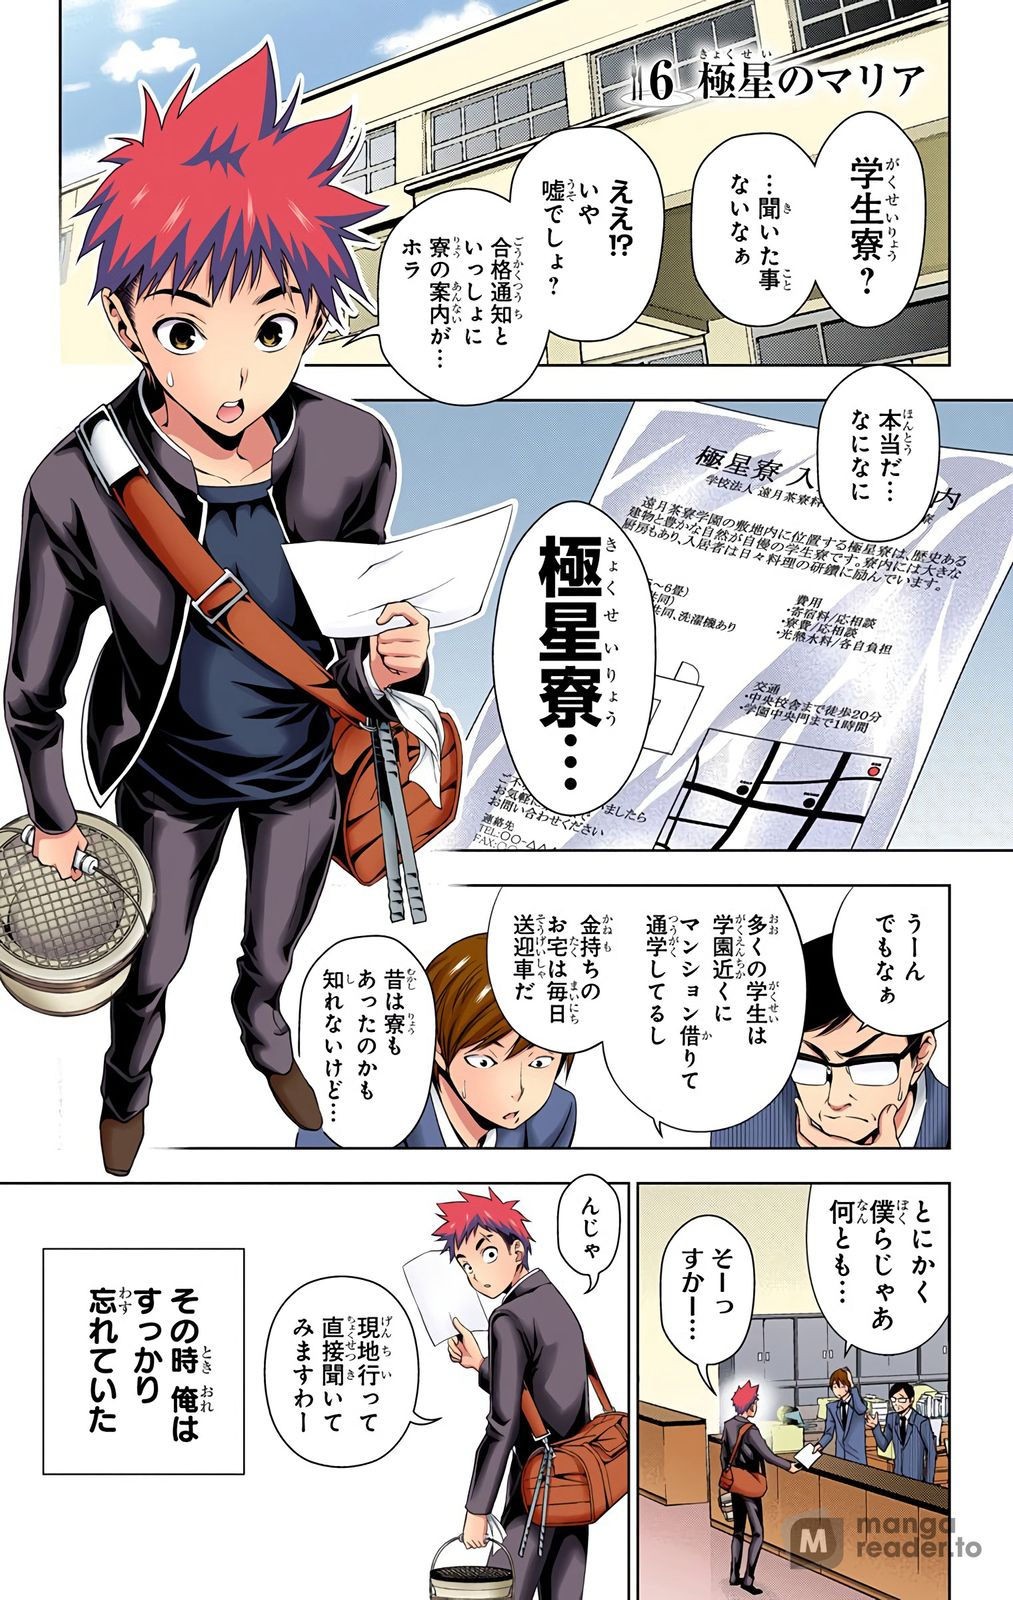 #6 極星のマリア
学生寮?
…聞いた事
ないなぁ
ええ!?
いや
嘘でしょ?
合格通知と
いっしょに
寮の案内が…
ホラ
本当だ…
なになに
極星寮 入
内
学校法人 遠月茶寮料
遠月茶寮学園の敷地内に位置する極星寮は、歴史ある
建物と豊かな自然が自慢の学生寮です。寮内には大きな
厨房もあり、入居者は日々料理の研鑽に励んでいます。
〜6畳)
共同)
共同、洗濯機あり
費用
・寄宿料/応相談
・寮費/応相談
・光熱水料/各自負担
交通
・中央校舎まで徒歩20分
・学園中央門まで1時間
ご不
ましたら
お気軽に
お問い合わせください
連絡先
TEL:○○-△△
FAX:○○
極星寮…
うーん
でもなぁ
多くの学生は
学園近くに
マンション借りて
通学してるし
金持ちの
お宅は毎日
送迎車だ
昔は寮も
あったのかも
知れないけど…
とにかく
僕らじゃあ
何とも…
そーっ
すかー…
んじゃ
現地行って
直接聞いて
みますわー
その時 俺は
すっかり
忘れていた
manga
reader.to